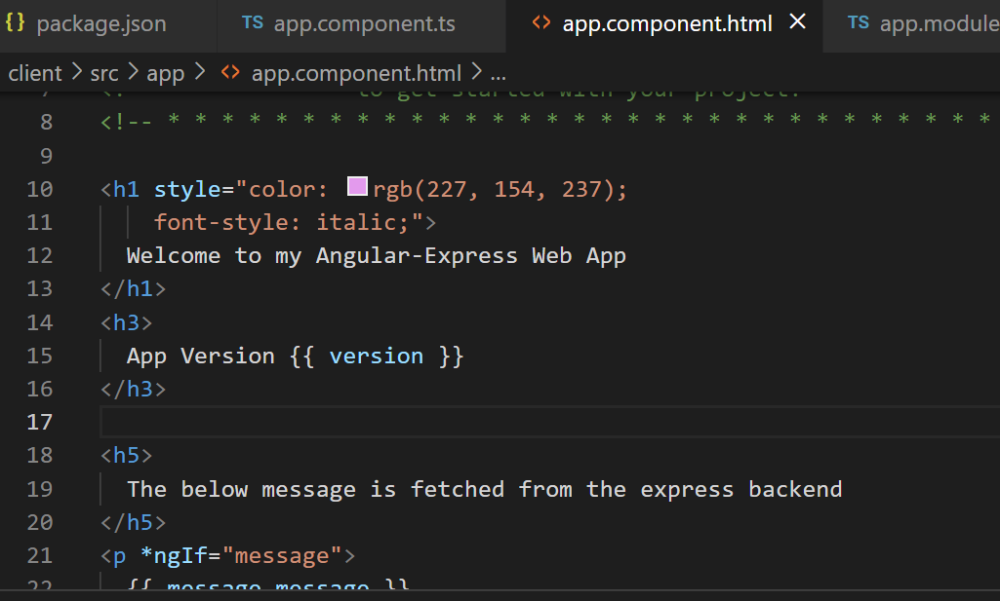 {} package.json TS app.component.ts <> app.component.html × TS app.module
client > src > app > <> app.component.html > ...
7 <! to get started with your project.
8 <!-- * * * * * * * * * * * * * * * * * * * * * * * * * * * * * * *
9
10 <h1 style="color: rgb(227, 154, 237);
11 font-style: italic;">
12 Welcome to my Angular-Express Web App
13 </h1>
14 <h3>
15 App Version {{ version }}
16 </h3>
17
18 <h5>
19 The below message is fetched from the express backend
20 </h5>
21 <p *ngIf="message">
22 {{ message.message }}